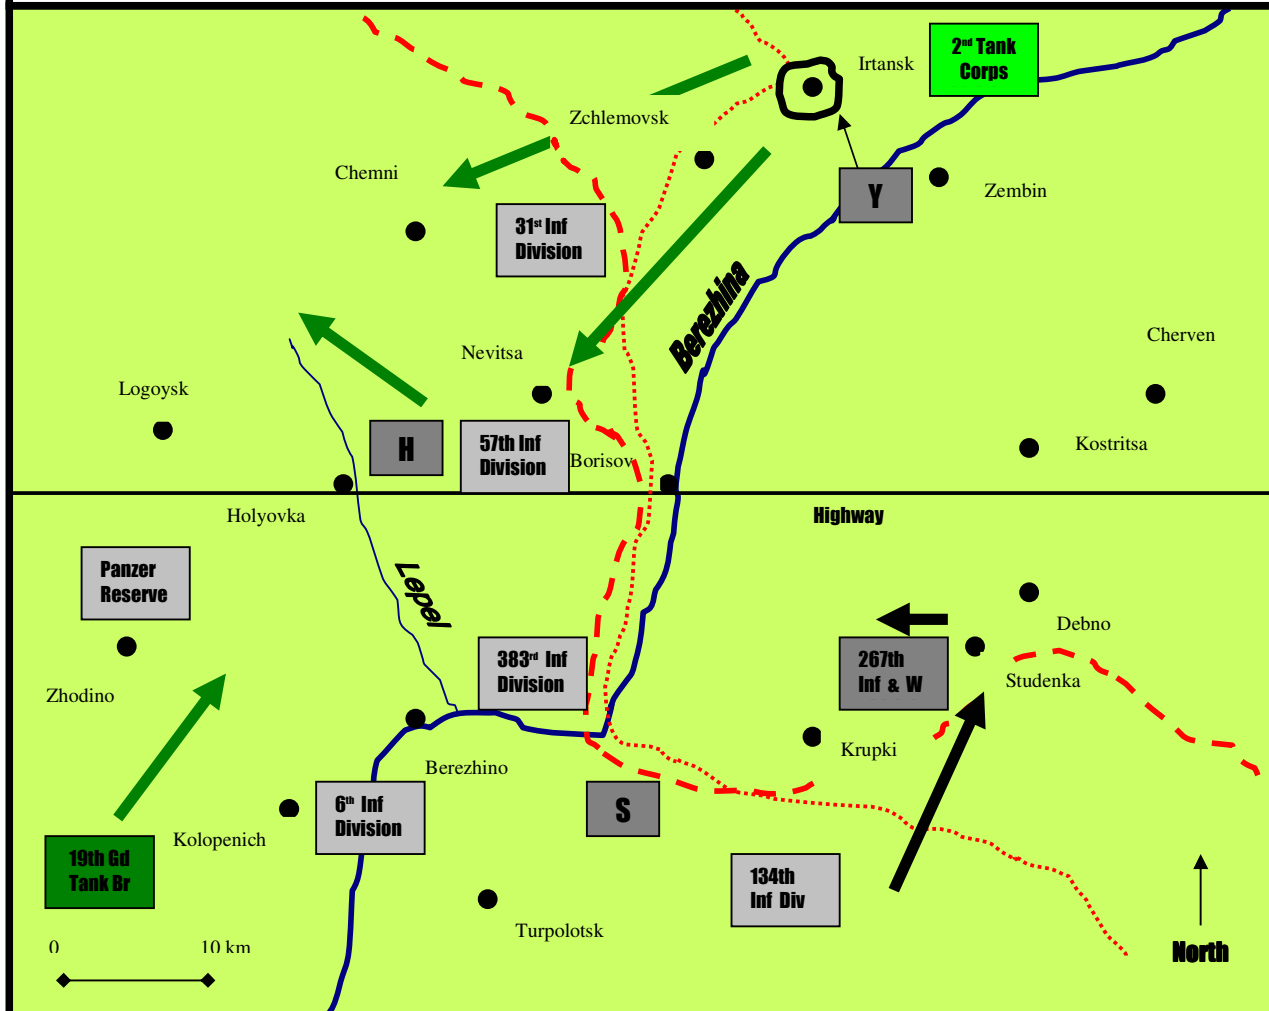 2nd Tank
Corps
Irtansk
Zchlemovsk
Chemni
Y
Zembin
31st Inf
Division
Berezhina
Cherven
Nevitsa
Logoysk
H
57th Inf
Division
Borisov
Kostritsa
Holyovka
Highway
Panzer
Reserve
Lepel
Debno
383rd Inf
Division
267th
Inf & W
Studenka
Zhodino
Krupki
Berezhino
6th Inf
Division
S
Kolopenich
19th Gd
Tank Br
134th
Inf Div
Turpolotsk
0 10 km
North